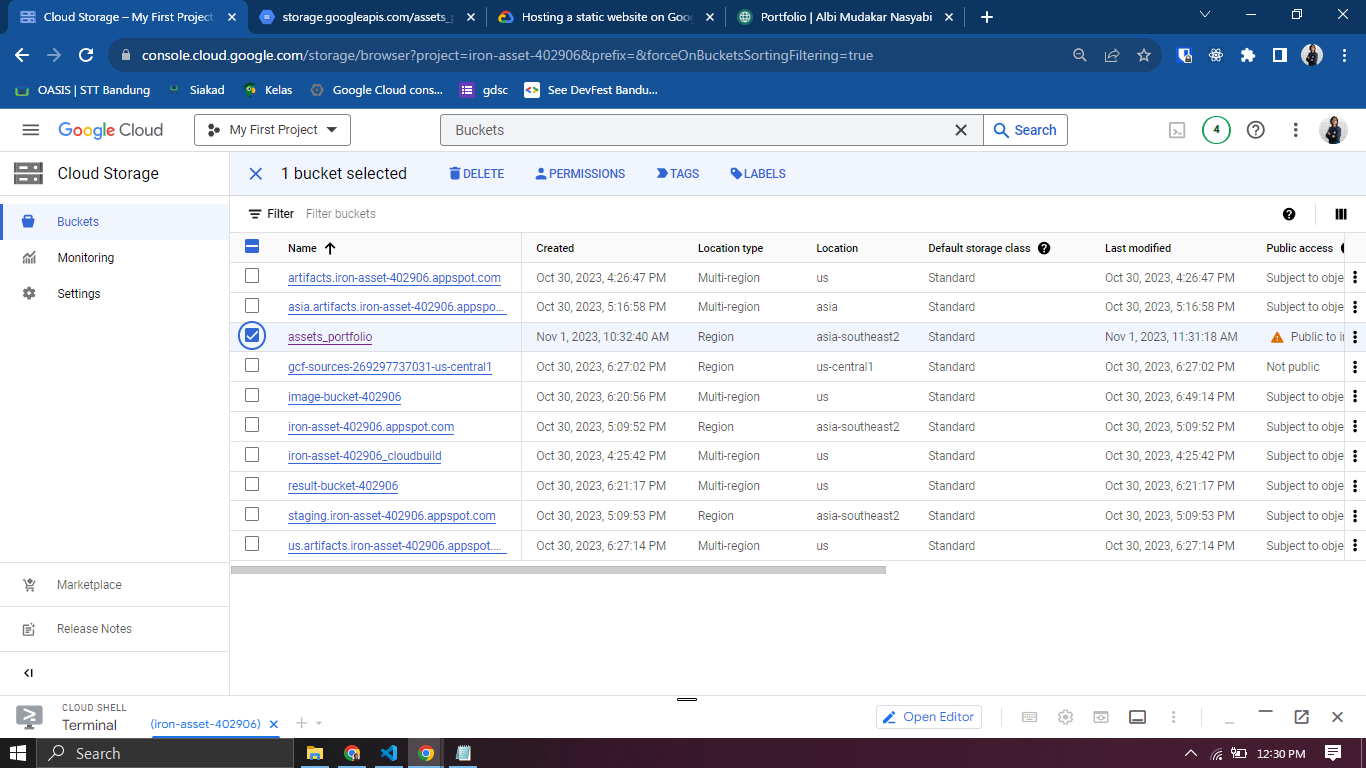 Cloud Storage – My First Project
storage.googleapis.com/assets_p
Hosting a static website on Goo
Portfolio | Albi Mudakar Nasyabi
console.cloud.google.com/storage/browser?project=iron-asset-402906&prefix=&forceOnBucketsSortingFiltering=true
OASIS | STT Bandung
Siakad
Kelas
Google Cloud cons...
gdsc
See DevFest Bandu...
Google Cloud
My First Project
Buckets
Search
4
Cloud Storage
1 bucket selected
DELETE
PERMISSIONS
TAGS
LABELS
Buckets
Monitoring
Settings
Filter Filter buckets
Name Created Location type Location Default storage class Last modified Public access
artifacts.iron-asset-402906.appspot.com Oct 30, 2023, 4:26:47 PM Multi-region us Standard Oct 30, 2023, 4:26:47 PM Subject to obje
asia.artifacts.iron-asset-402906.appspo... Oct 30, 2023, 5:16:58 PM Multi-region asia Standard Oct 30, 2023, 5:16:58 PM Subject to obje
assets_portfolio Nov 1, 2023, 10:32:40 AM Region asia-southeast2 Standard Nov 1, 2023, 11:31:18 AM Public to i
gcf-sources-269297737031-us-central1 Oct 30, 2023, 6:27:02 PM Region us-central1 Standard Oct 30, 2023, 6:27:02 PM Not public
image-bucket-402906 Oct 30, 2023, 6:20:56 PM Multi-region us Standard Oct 30, 2023, 6:49:14 PM Subject to obje
iron-asset-402906.appspot.com Oct 30, 2023, 5:09:52 PM Region asia-southeast2 Standard Oct 30, 2023, 5:09:52 PM Subject to obje
iron-asset-402906_cloudbuild Oct 30, 2023, 4:25:42 PM Multi-region us Standard Oct 30, 2023, 4:25:42 PM Subject to obje
result-bucket-402906 Oct 30, 2023, 6:21:17 PM Multi-region us Standard Oct 30, 2023, 6:21:17 PM Subject to obje
staging.iron-asset-402906.appspot.com Oct 30, 2023, 5:09:53 PM Region asia-southeast2 Standard Oct 30, 2023, 5:09:53 PM Subject to obje
us.artifacts.iron-asset-402906.appspot.... Oct 30, 2023, 6:27:14 PM Multi-region us Standard Oct 30, 2023, 6:27:14 PM Subject to obje
Marketplace
Release Notes
CLOUD SHELL
Terminal
(iron-asset-402906)
Open Editor
Search
12:30 PM